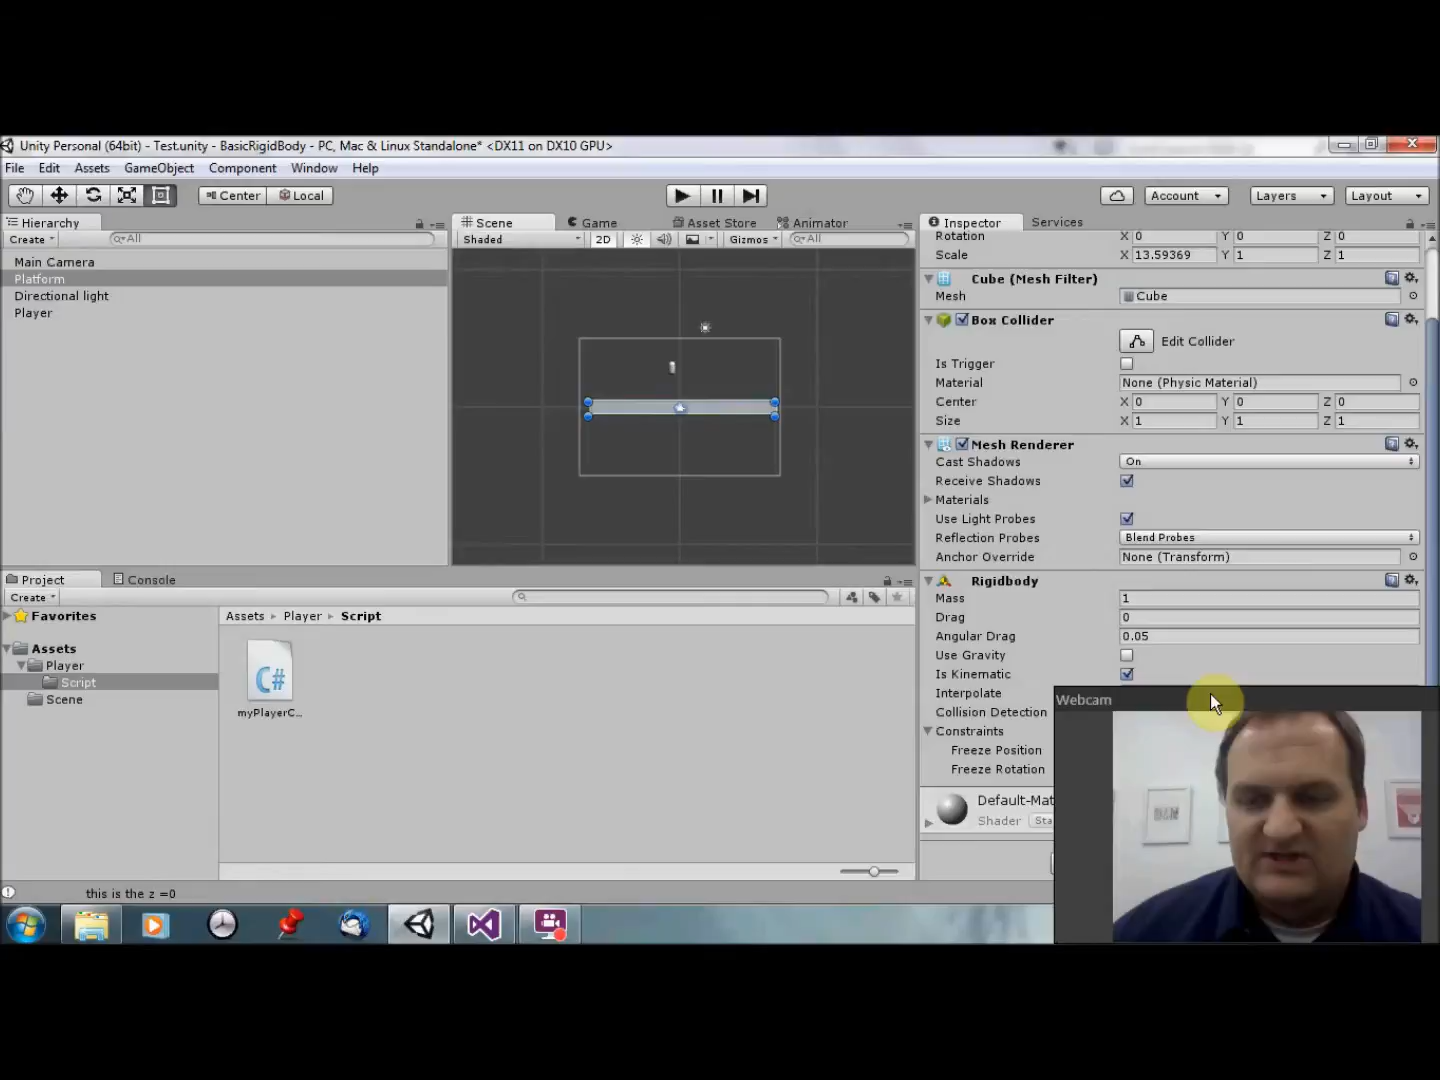 Unity Personal (64bit) - Test.unity - BasicRigidBody - PC, Mac & Linux Standalone* <DX11 on DX10 GPU>
File Edit Assets GameObject Component Window Help
Center Local Account Layers Layout
Hierarchy
Create All
Main Camera
Platform
Directional light
Player
Scene Game Asset Store Animator
Shaded 2D Gizmos All
Inspector Services
Rotation X 0 Y 0 Z 0
Scale X 13.59369 Y 1 Z 1
Cube (Mesh Filter)
Mesh Cube
Box Collider
Edit Collider
Is Trigger
Material None (Physic Material)
Center X 0 Y 0 Z 0
Size X 1 Y 1 Z 1
Mesh Renderer
Cast Shadows On
Receive Shadows
Materials
Use Light Probes
Reflection Probes Blend Probes
Anchor Override None (Transform)
Rigidbody
Mass 1
Drag 0
Angular Drag 0.05
Use Gravity
Is Kinematic
Interpolate
Collision Detection
Constraints
Freeze Position
Freeze Rotation
Default-Mat
Shader Sta
Webcam
Project Console
Create
Favorites
Assets
Player
Script
Scene
Assets Player Script
C#
myPlayerC...
this is the z =0